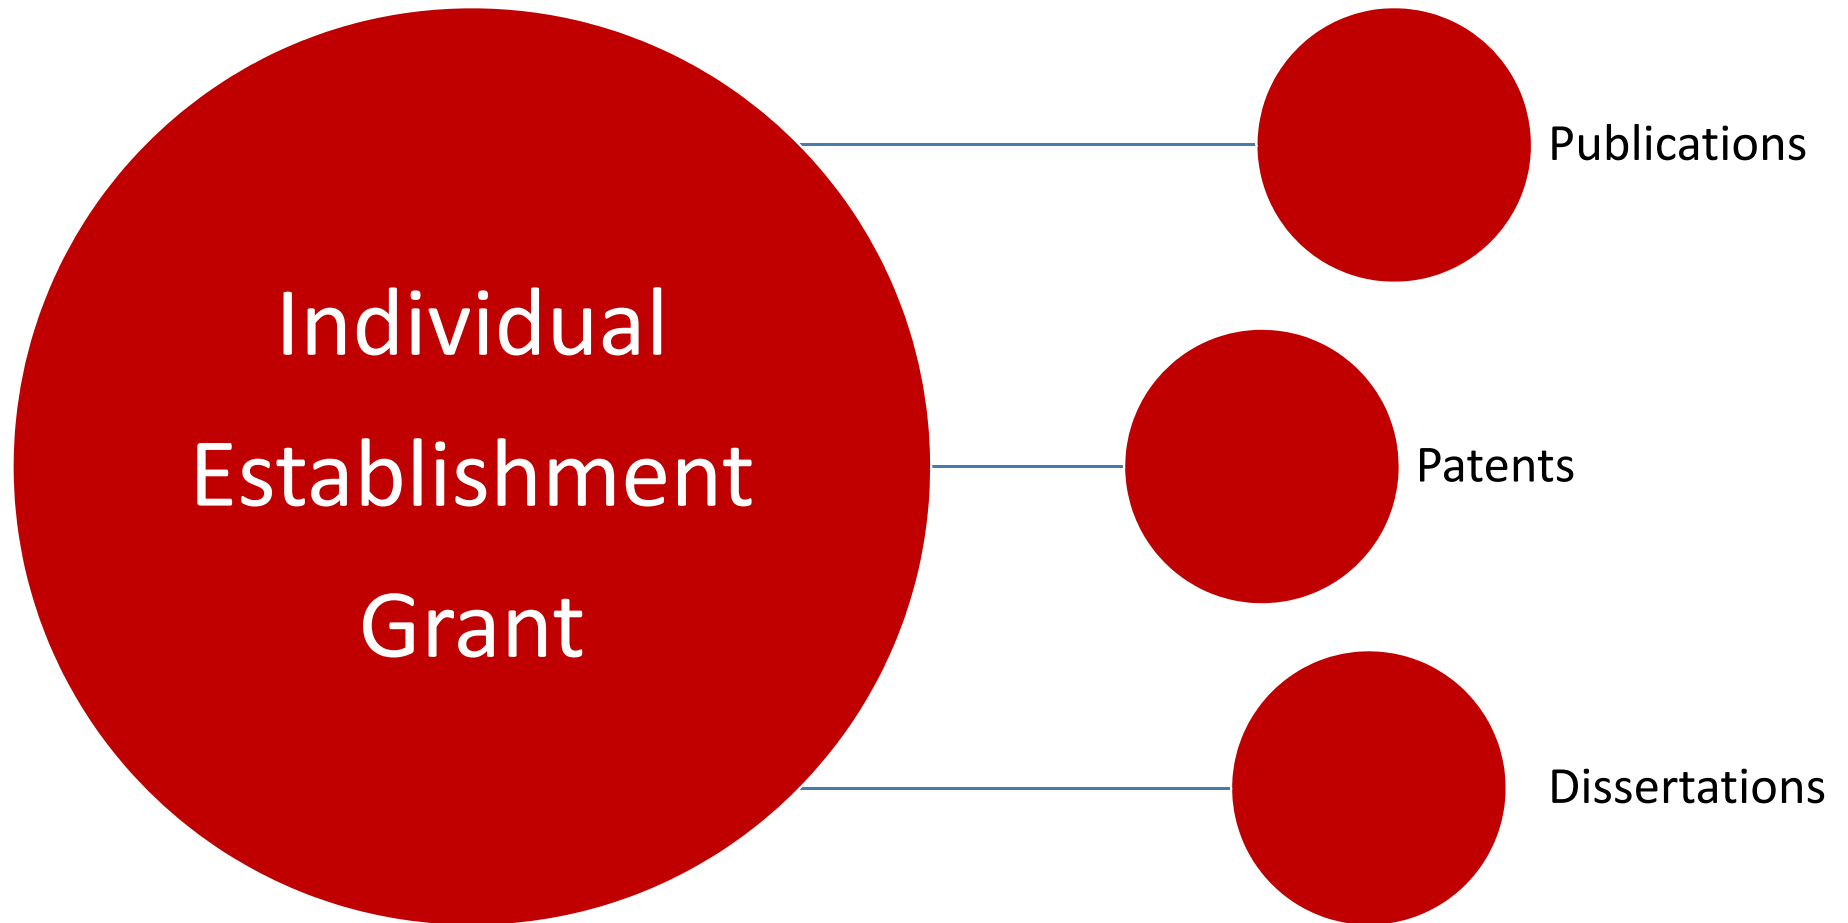 Individual
Establishment
Grant
Publications
Patents
Dissertations